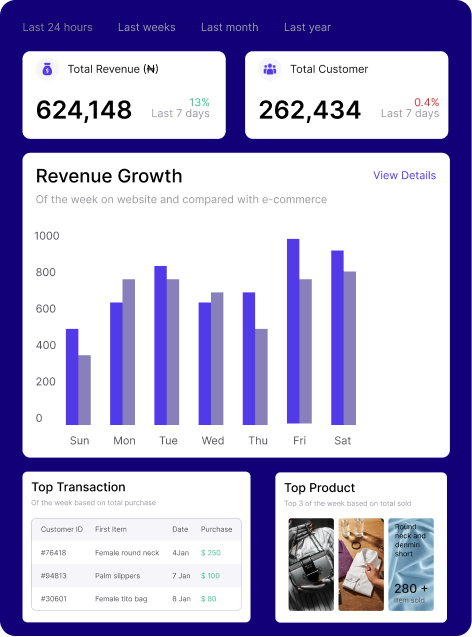 Last 24 hours Last weeks Last month Last year
Total Revenue (₦)
624,148
13%
Last 7 days
Total Customer
262,434
0.4%
Last 7 days
Revenue Growth
View Details
Of the week on website and compared with e-commerce
1000
800
600
400
200
0
Sun Mon Tue Wed Thu Fri Sat
Top Transaction
Of the week based on total purchase
Customer ID First Item Date Purchase
#76418 Female round neck 4Jan $ 250
#94813 Palm slippers 7 Jan $ 100
#30601 Female tito bag 8 Jan $ 80
Top Product
Top 3 of the week based on total sold
Round
neck and
denmin
short
280 +
item sold